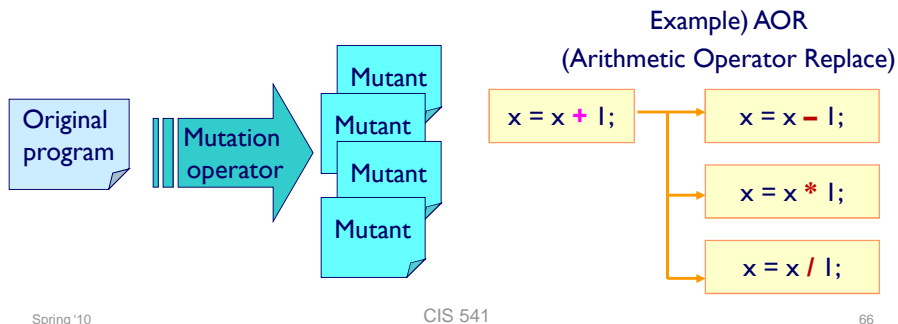 Example) AOR
(Arithmetic Operator Replace)
Original
program
Mutation
operator
Mutant
Mutant
Mutant
Mutant
x = x + 1;
x = x – 1;
x = x * 1;
x = x / 1;
Spring ‘10
CIS 541
66